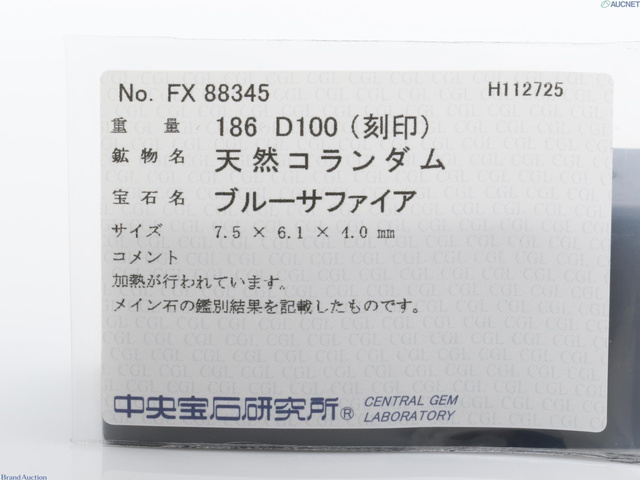 AUCNET
No. FX 88345 H112725
重 量 186 D100 (刻印)
鉱物名 天然コランダム
宝石名 ブルーサファイア
サイズ 7.5 × 6.1 × 4.0 mm
コメント
加熱が行われています。
メイン石の鑑別結果を記載したものです。
中央宝石研究所® CENTRAL GEM
LABORATORY
Brand Auction